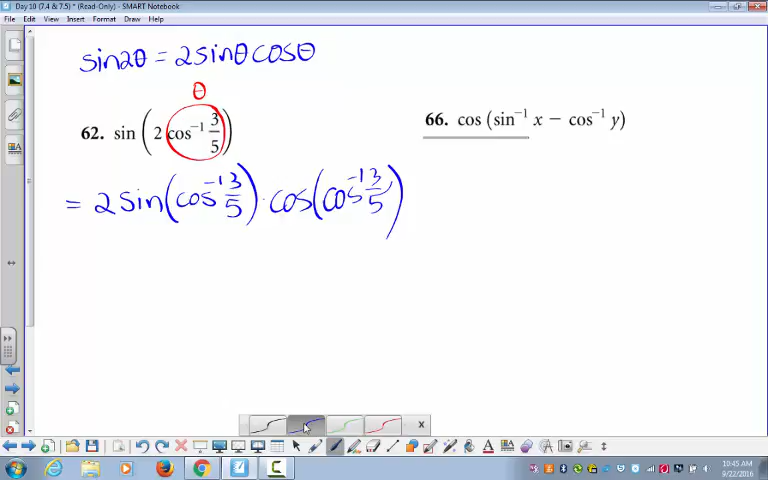 Day 10 (7.4 & 7.5) * (Read-Only) - SMART Notebook
File Edit View Insert Format Draw Help
sin2θ = 2sinθcosθ
θ
62. sin (2 cos⁻¹ 3/5)
66. cos (sin⁻¹ x − cos⁻¹ y)
= 2sin(cos⁻¹ 3/5) · cos(cos⁻¹ 3/5)
10:45 AM
9/22/2016